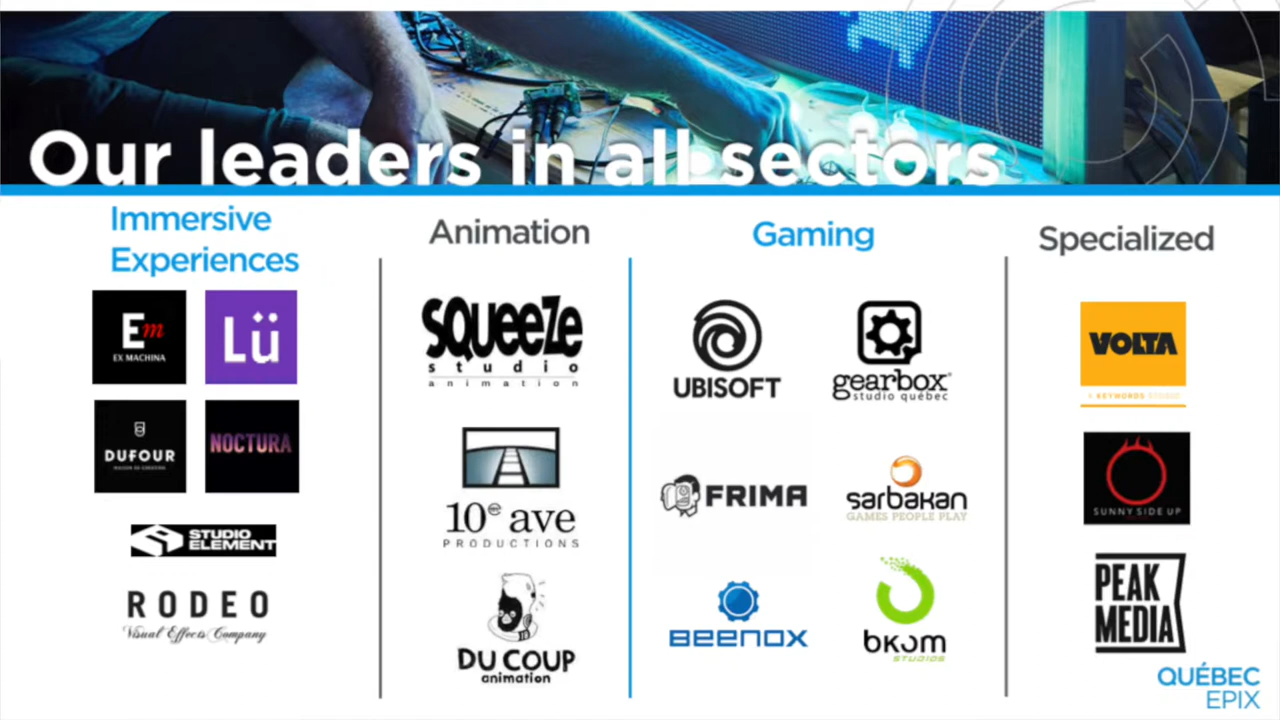 Our leaders in all sectors
Immersive
Experiences
Em
EX MACHINA
Lü
DUFOUR
NOCTURA
STUDIO
ELEMENT
RODEO
Visual Effects Company
Animation
SQUEEZE
studio
animation
10e ave
PRODUCTIONS
DU COUP
animation
Gaming
UBISOFT
gearbox®
studio québec
FRIMA
sarbakan
GAMES PEOPLE PLAY
BEENOX
bkom
STUDIOS
Specialized
VOLTA
KEYWORDS STUDIO
SUNNY SIDE UP
PEAK
MEDIA
QUÉBEC
EPIX